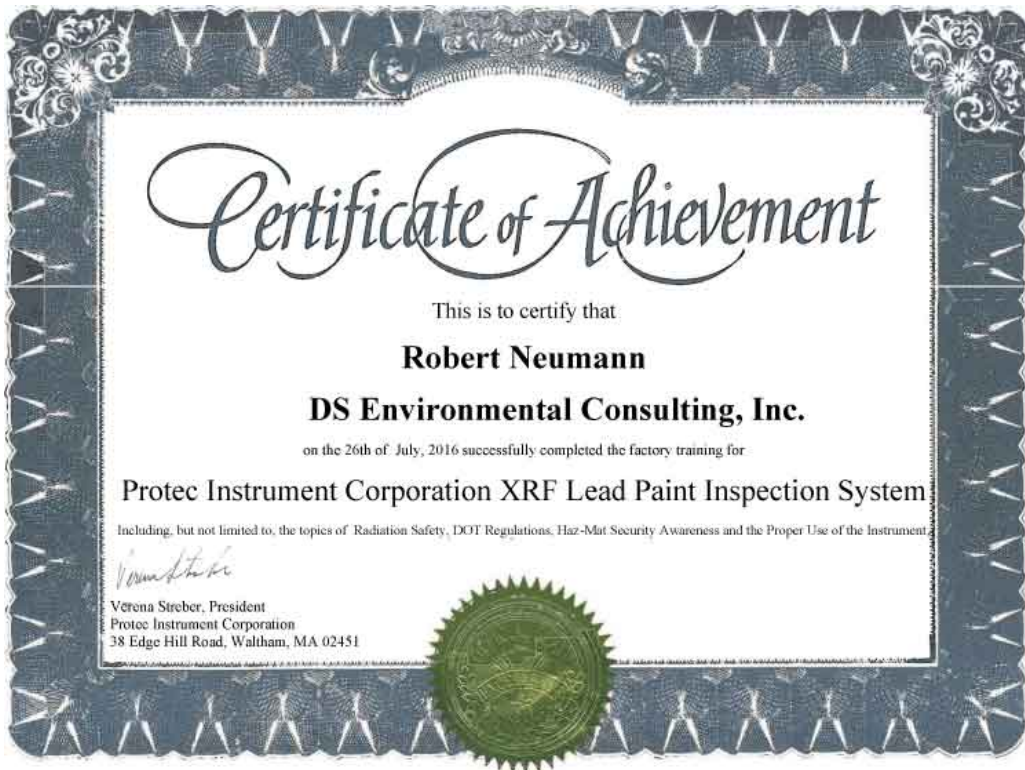 Certificate of Achievement
This is to certify that
Robert Neumann
DS Environmental Consulting, Inc.
on the 26th of July, 2016 successfully completed the factory training for
Protec Instrument Corporation XRF Lead Paint Inspection System
Including, but not limited to, the topics of Radiation Safety, DOT Regulations, Haz-Mat Security Awareness and the Proper Use of the Instrument.
Verena Streber, President
Protec Instrument Corporation
38 Edge Hill Road, Waltham, MA 02451